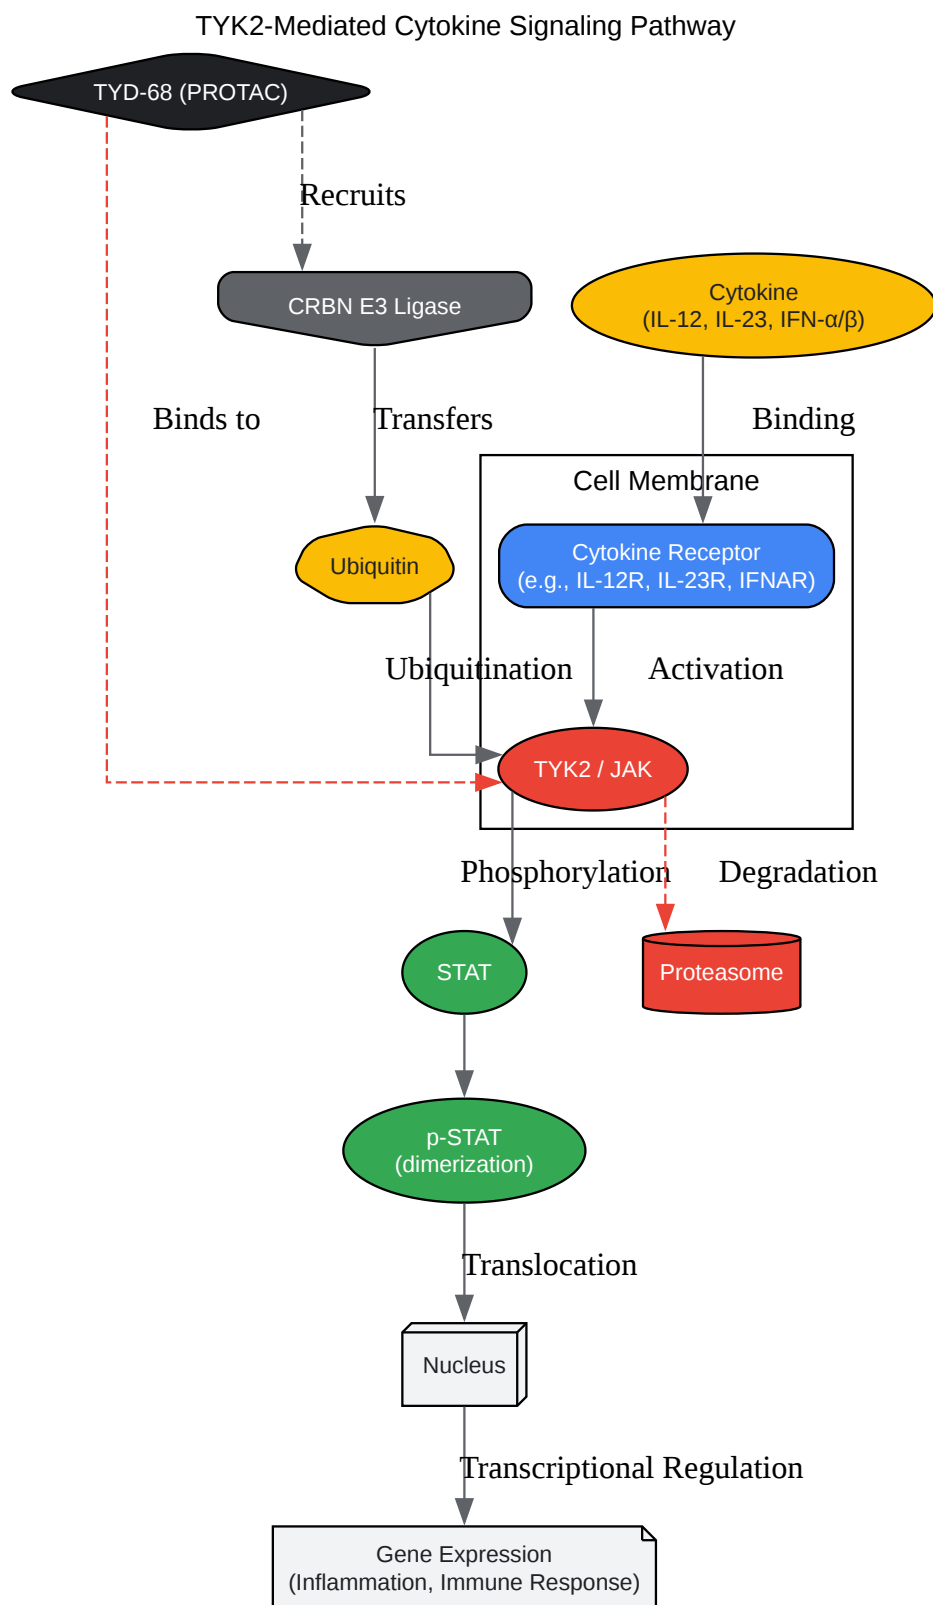 TYK2-Mediated Cytokine Signaling Pathway
TYD-68 (PROTAC)
Recruits
CRBN E3 Ligase
Cytokine
(IL-12, IL-23, IFN-α/β)
Binds to
Transfers
Binding
Cell Membrane
Ubiquitin
Cytokine Receptor
(e.g., IL-12R, IL-23R, IFNAR)
Ubiquitination
Activation
TYK2 / JAK
Phosphorylation
Degradation
STAT
Proteasome
p-STAT
(dimerization)
Translocation
Nucleus
Transcriptional Regulation
Gene Expression
(Inflammation, Immune Response)